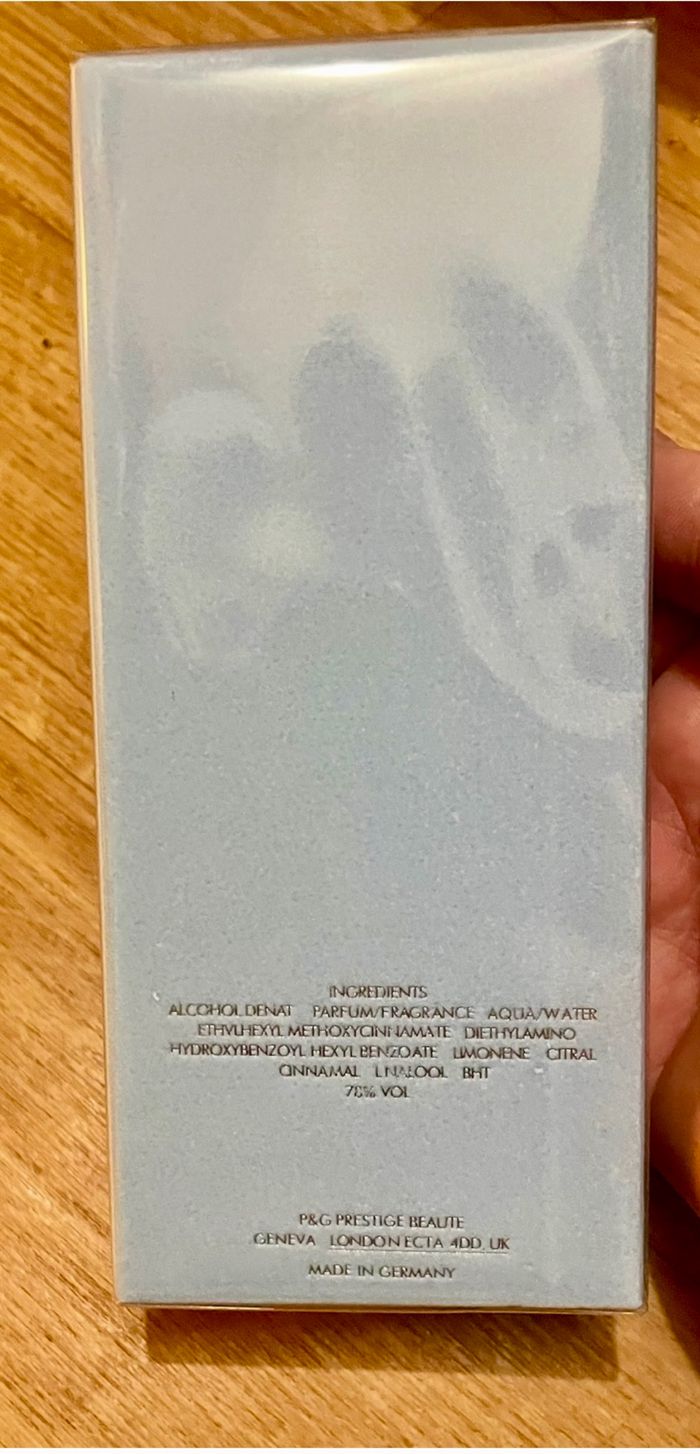 INGREDIENTS
ALCOHOL DENAT PARFUM/FRAGRANCE AQUA/WATER
ETHYLHEXYL METHOXYCINNAMATE DIETHYLAMINO
HYDROXYBENZOYL HEXYL BENZOATE LIMONENE CITRAL
CINNAMAL LINALOOL BHT
78% VOL
P&G PRESTIGE BEAUTE
GENEVA LONDON ECTA 4DD, UK
MADE IN GERMANY